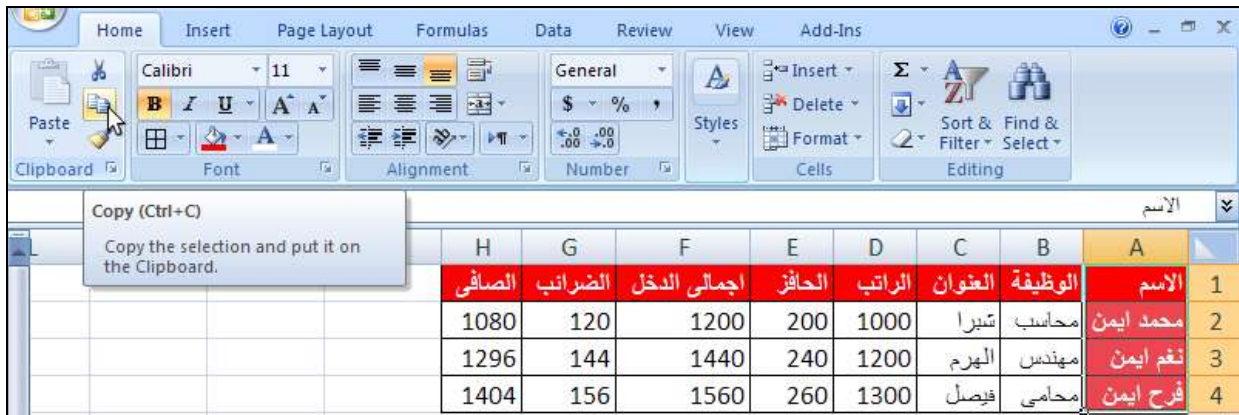 Home Insert Page Layout Formulas Data Review View Add-Ins
Calibri 11 General Insert Σ
B I U A A $ % , Delete
Paste Styles Sort & Find &
A Format Filter Select
Clipboard Font Alignment Number Cells Editing
الاسم
Copy (Ctrl+C)
Copy the selection and put it on
the Clipboard.
A B C D E F G H L
1 الاسم الوظيفة العنوان الراتب الحافز اجمالى الدخل الضرائب الصافى
2 محمد ايمن محاسب شبرا 1000 200 1200 120 1080
3 نغم ايمن مهندس الهرم 1200 240 1440 144 1296
4 فرح ايمن محامى فيصل 1300 260 1560 156 1404